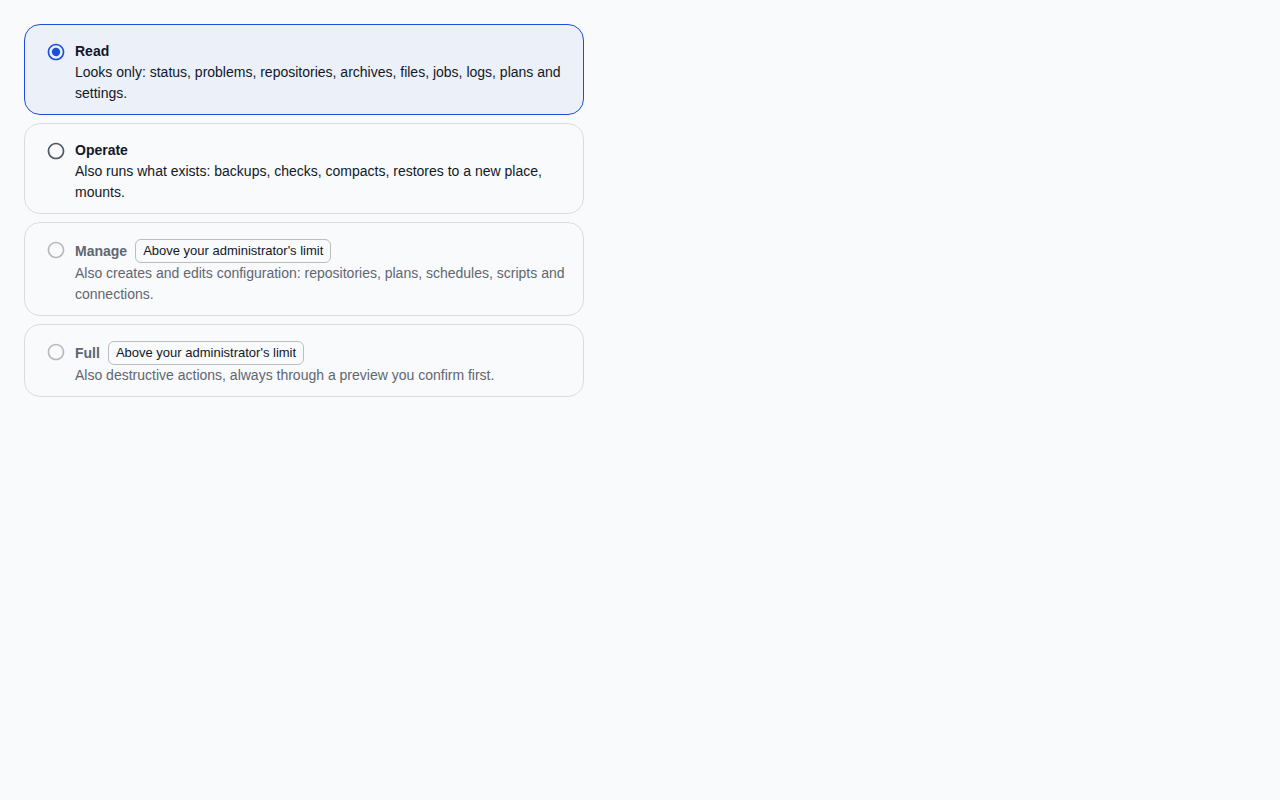 Read
Looks only: status, problems, repositories, archives, files, jobs, logs, plans and
settings.
Operate
Also runs what exists: backups, checks, compacts, restores to a new place,
mounts.
Manage Above your administrator's limit
Also creates and edits configuration: repositories, plans, schedules, scripts and
connections.
Full Above your administrator's limit
Also destructive actions, always through a preview you confirm first.